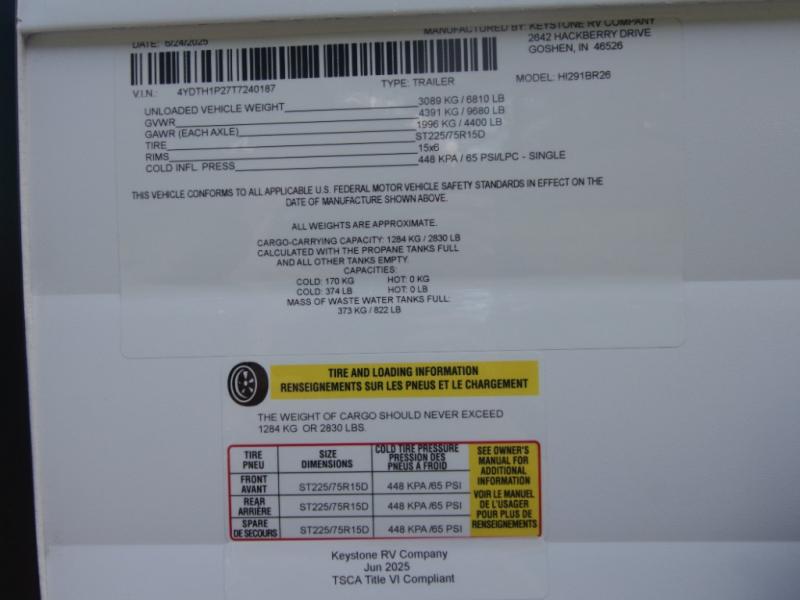 DATE: 6/24/2025
MANUFACTURED BY: KEYSTONE RV COMPANY
2642 HACKBERRY DRIVE
GOSHEN, IN 46526
V.I.N.: 4YDTH1P27T7240187
TYPE: TRAILER
MODEL: HI291BR26
UNLOADED VEHICLE WEIGHT 3089 KG / 6810 LB
GVWR 4391 KG / 9680 LB
GAWR (EACH AXLE) 1996 KG / 4400 LB
TIRE ST225/75R15D
RIMS 15x6
COLD INFL. PRESS 448 KPA / 65 PSI/LPC - SINGLE
THIS VEHICLE CONFORMS TO ALL APPLICABLE U.S. FEDERAL MOTOR VEHICLE SAFETY STANDARDS IN EFFECT ON THE
DATE OF MANUFACTURE SHOWN ABOVE.
ALL WEIGHTS ARE APPROXIMATE.
CARGO-CARRYING CAPACITY: 1284 KG / 2830 LB
CALCULATED WITH THE PROPANE TANKS FULL
AND ALL OTHER TANKS EMPTY.
CAPACITIES:
COLD: 170 KG HOT: 0 KG
COLD: 374 LB HOT: 0 LB
MASS OF WASTE WATER TANKS FULL:
373 KG / 822 LB
TIRE AND LOADING INFORMATION
RENSEIGNEMENTS SUR LES PNEUS ET LE CHARGEMENT
THE WEIGHT OF CARGO SHOULD NEVER EXCEED
1284 KG OR 2830 LBS.
TIRE
PNEU
SIZE
DIMENSIONS
COLD TIRE PRESSURE
PRESSION DES
PNEUS A FROID
FRONT
AVANT
ST225/75R15D
448 KPA /65 PSI
REAR
ARRIÈRE
ST225/75R15D
448 KPA /65 PSI
SPARE
DE SECOURS
ST225/75R15D
448 KPA /65 PSI
SEE OWNER'S
MANUAL FOR
ADDITIONAL
INFORMATION
VOIR LE MANUEL
DE L'USAGER
POUR PLUS DE
RENSEIGNEMENTS
Keystone RV Company
Jun 2025
TSCA Title VI Compliant